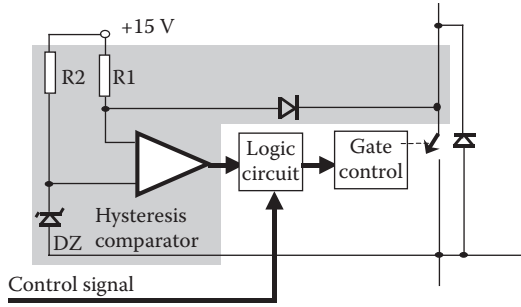 +15 V
R2
R1
Logic
circuit
Gate
control
Hysteresis
comparator
DZ
Control signal